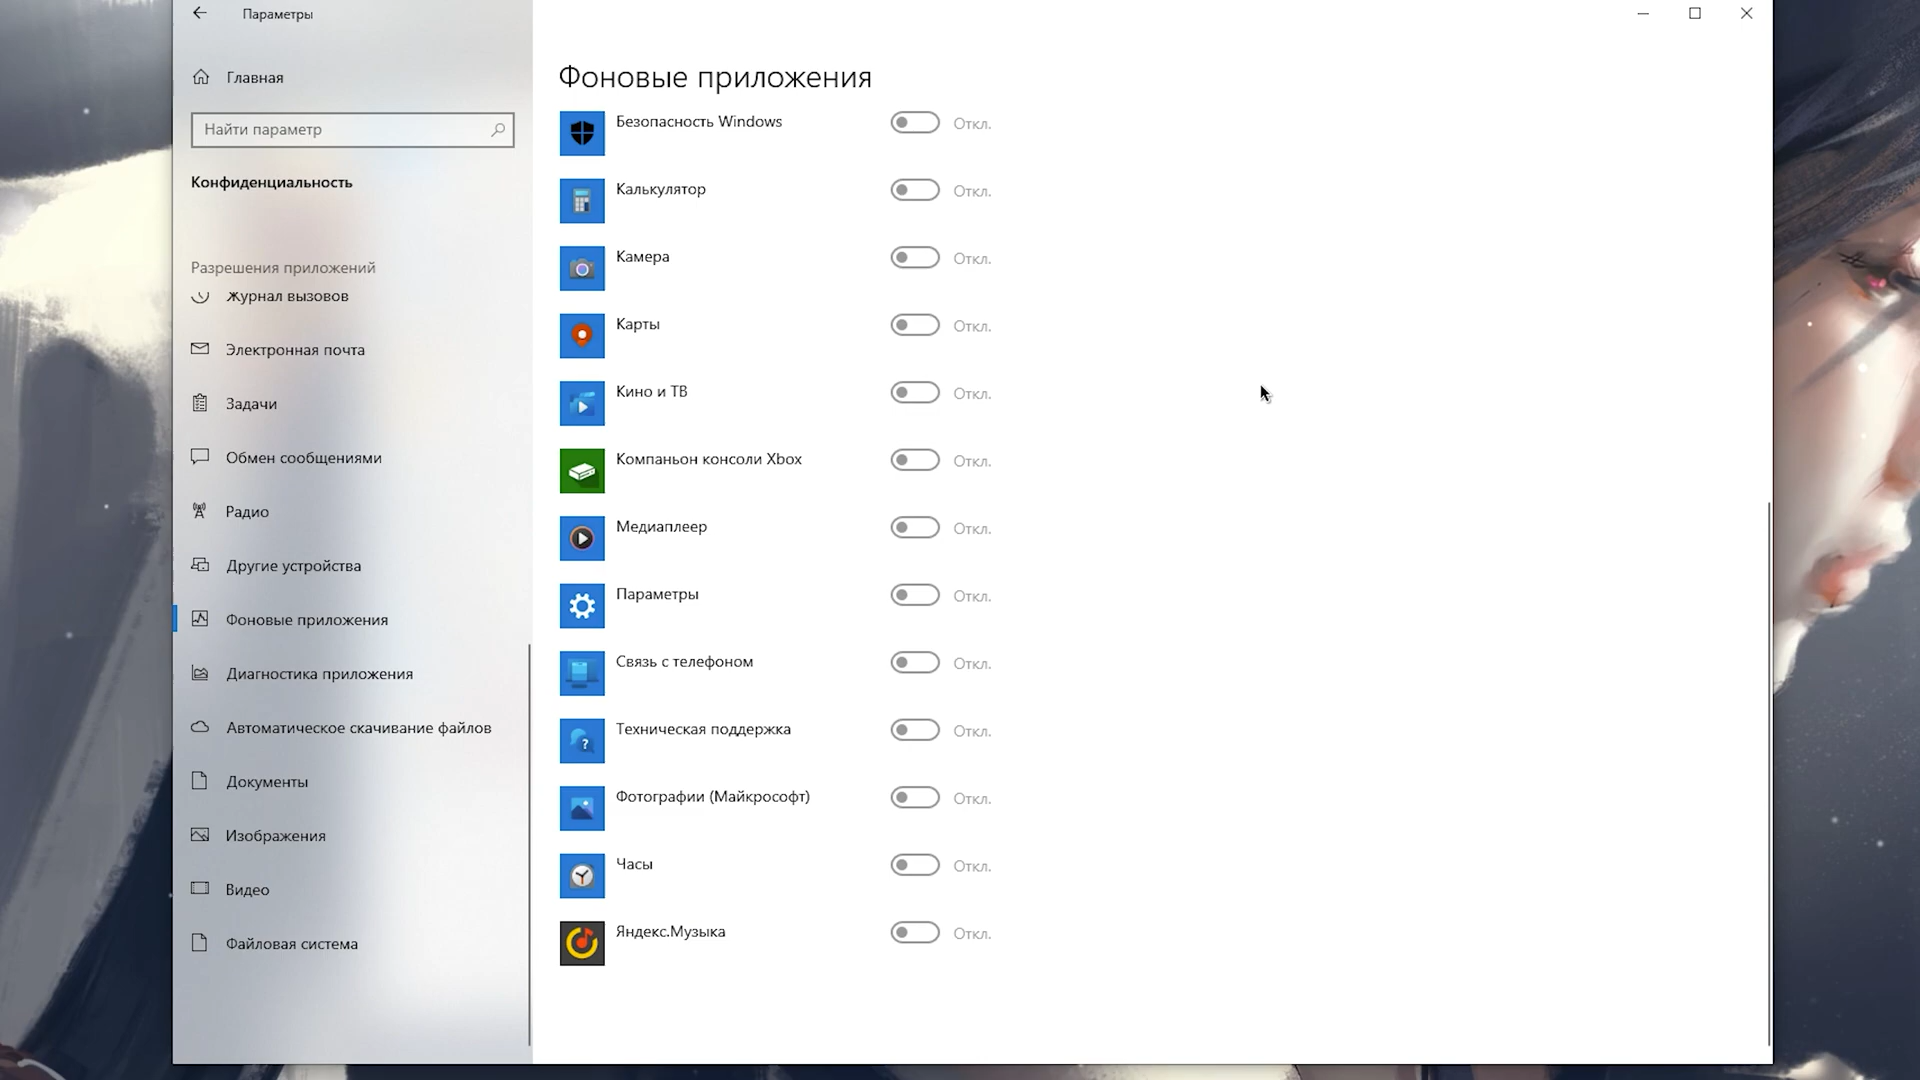 Параметры
Главная
Найти параметр
Конфиденциальность
Разрешения приложений
Журнал вызовов
Электронная почта
Задачи
Обмен сообщениями
Радио
Другие устройства
Фоновые приложения
Диагностика приложения
Автоматическое скачивание файлов
Документы
Изображения
Видео
Файловая система
Фоновые приложения
Безопасность Windows Откл.
Калькулятор Откл.
Камера Откл.
Карты Откл.
Кино и ТВ Откл.
Компаньон консоли Xbox Откл.
Медиаплеер Откл.
Параметры Откл.
Связь с телефоном Откл.
Техническая поддержка Откл.
Фотографии (Майкрософт) Откл.
Часы Откл.
Яндекс.Музыка Откл.